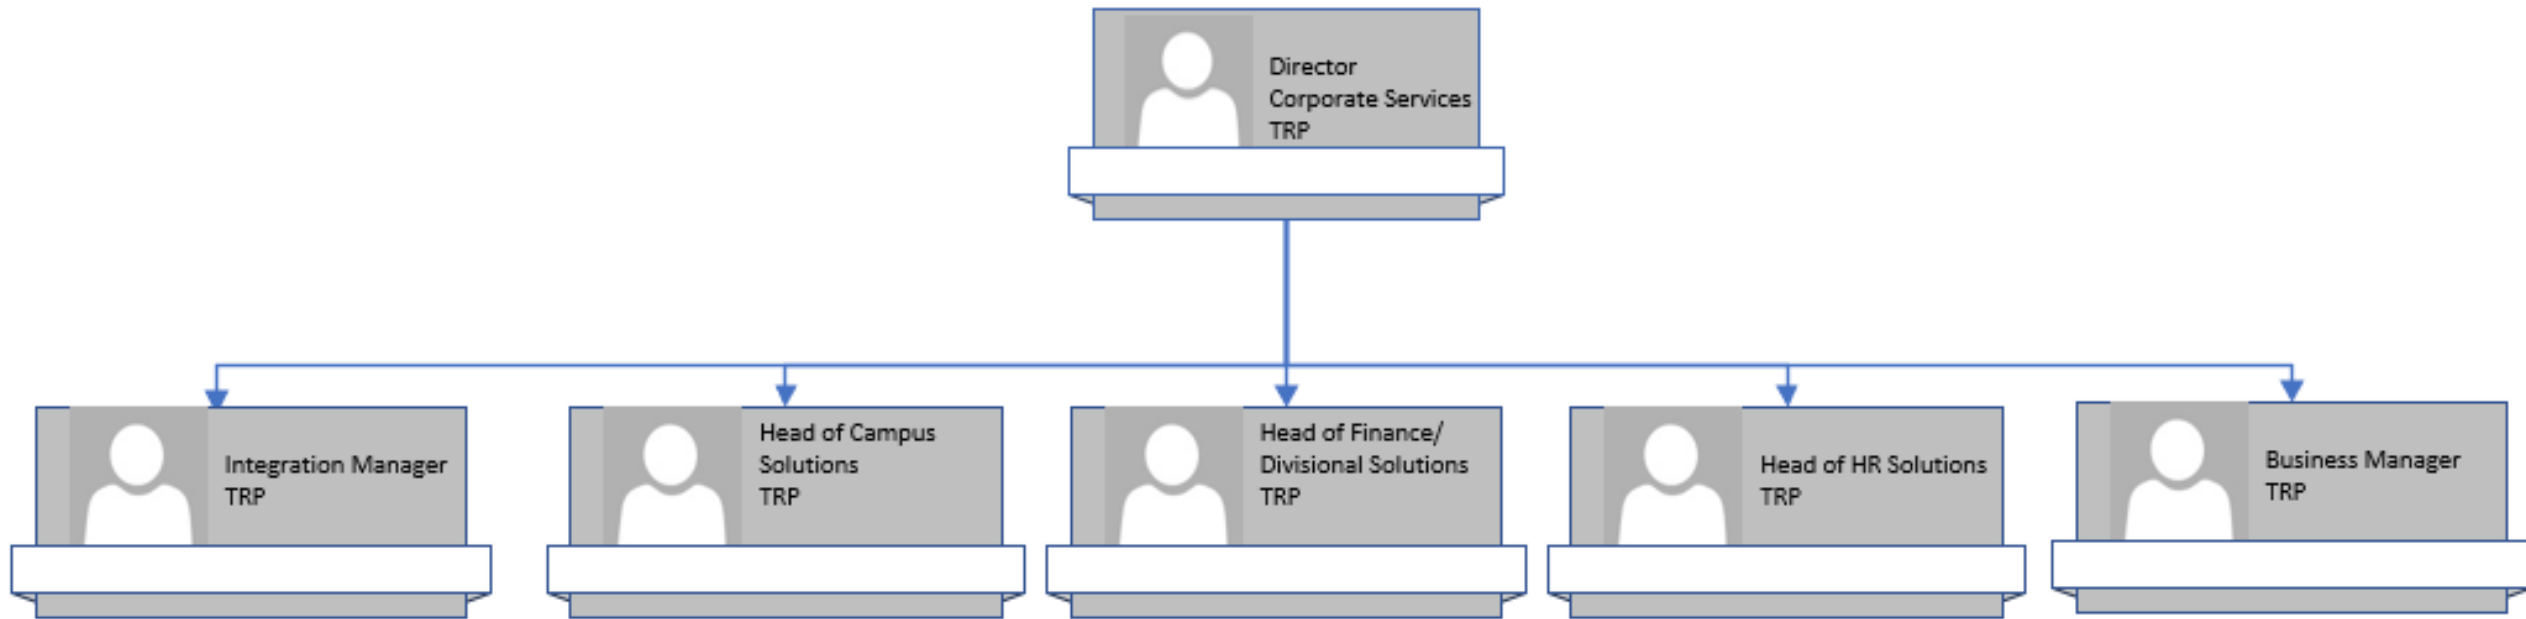 Director
Corporate Services
TRP
Integration Manager
TRP
Head of Campus
Solutions
TRP
Head of Finance/
Divisional Solutions
TRP
Head of HR Solutions
TRP
Business Manager
TRP